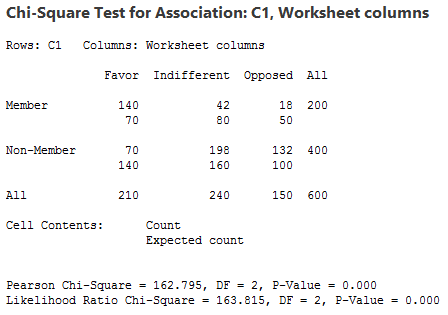 Chi-Square Test for Association: C1, Worksheet columns
Rows: C1   Columns: Worksheet columns
Favor  Indifferent  Opposed  All
Member  140  42  18  200
70  80  50
Non-Member  70  198  132  400
140  160  100
All  210  240  150  600
Cell Contents:  Count
Expected count
Pearson Chi-Square = 162.795, DF = 2, P-Value = 0.000
Likelihood Ratio Chi-Square = 163.815, DF = 2, P-Value = 0.000